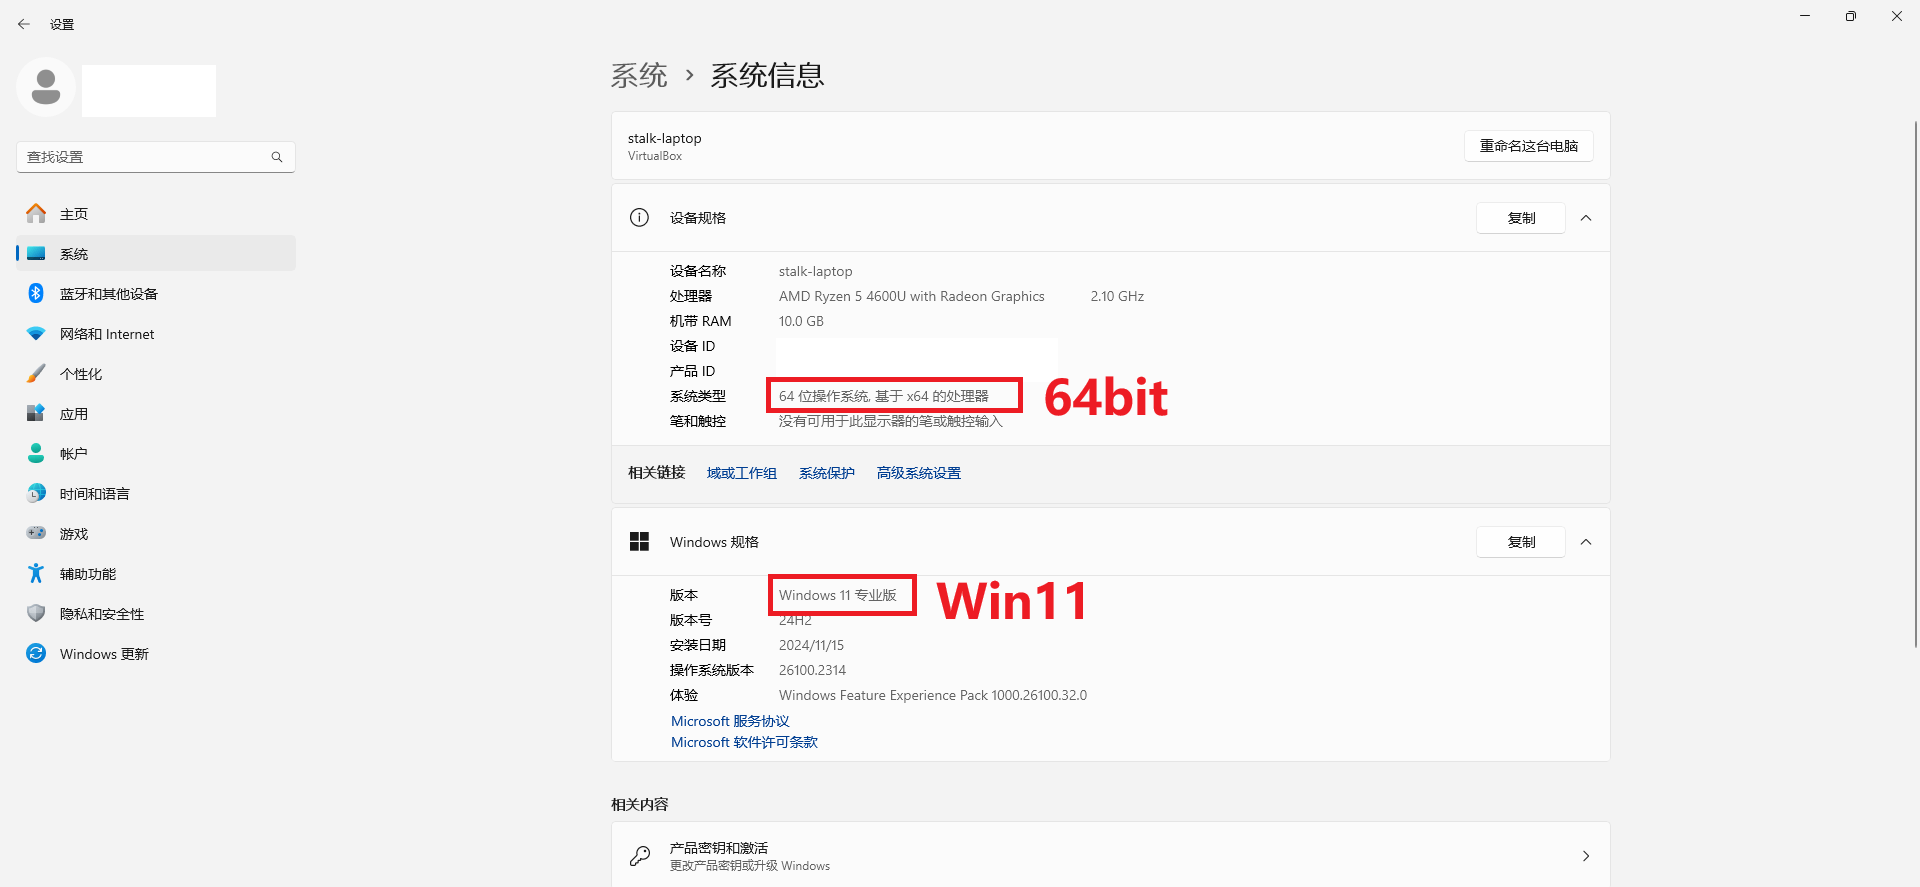 设置
查找设置
主页
系统
蓝牙和其他设备
网络和 Internet
个性化
应用
帐户
时间和语言
游戏
辅助功能
隐私和安全性
Windows 更新
系统 › 系统信息
stalk-laptop
VirtualBox
重命名这台电脑
设备规格
复制
设备名称 stalk-laptop
处理器 AMD Ryzen 5 4600U with Radeon Graphics 2.10 GHz
机带 RAM 10.0 GB
设备 ID
产品 ID
系统类型 64 位操作系统, 基于 x64 的处理器 64bit
笔和触控 没有可用于此显示器的笔或触控输入
相关链接 域或工作组 系统保护 高级系统设置
Windows 规格
复制
版本 Windows 11 专业版 Win11
版本号 24H2
安装日期 2024/11/15
操作系统版本 26100.2314
体验 Windows Feature Experience Pack 1000.26100.32.0
Microsoft 服务协议
Microsoft 软件许可条款
相关内容
产品密钥和激活
更改产品密钥或升级 Windows